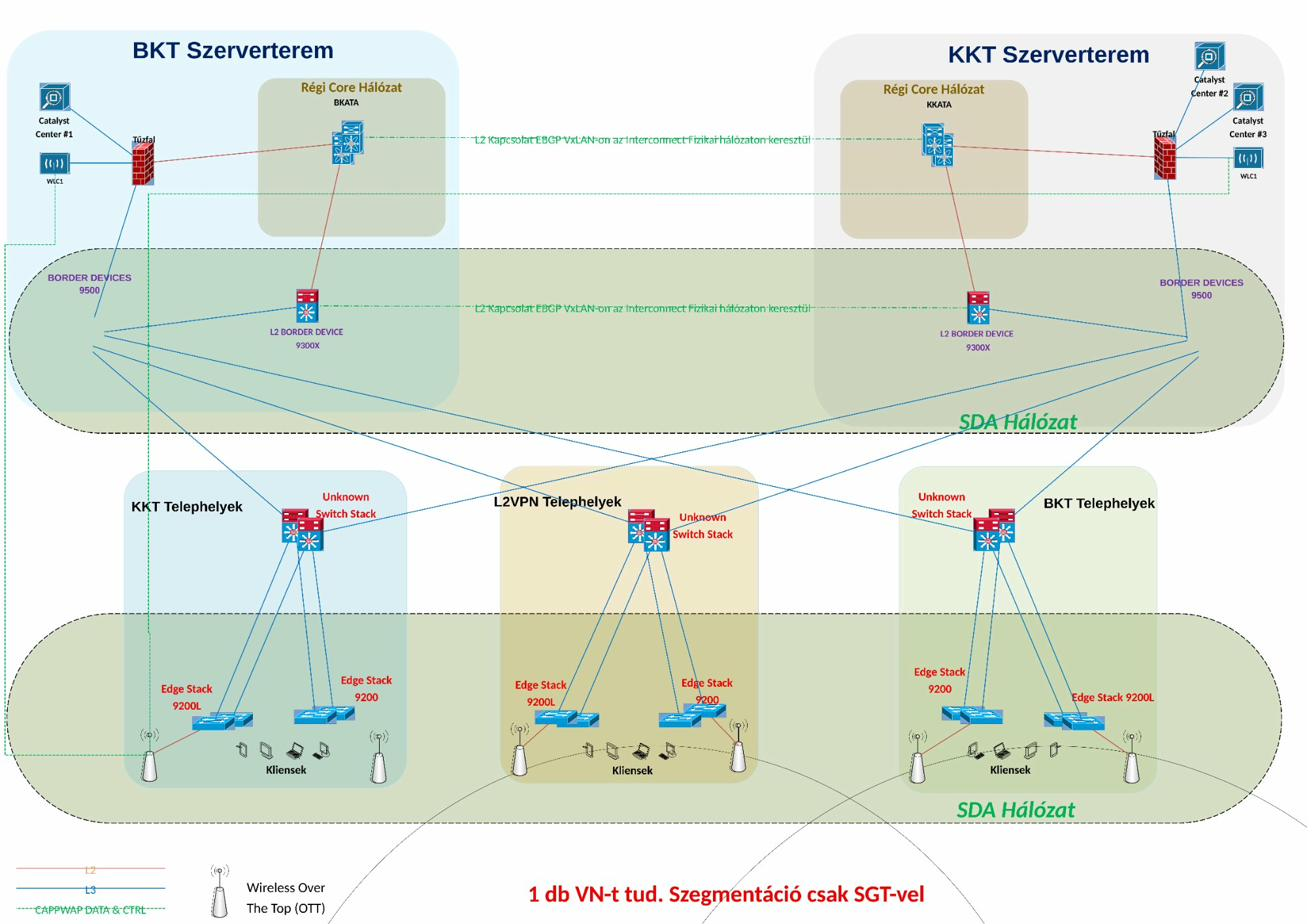 BKT Szerverterem
KKT Szerverterem
Catalyst
Center #1
WLC1
Tűzfal
Régi Core Hálózat
BKATA
L2 Kapcsolat EBGP VxLAN-on az Interconnect Fizikai hálózaton keresztül
Régi Core Hálózat
KKATA
Tűzfal
Catalyst
Center #2
Catalyst
Center #3
WLC1
BORDER DEVICES
9500
L2 BORDER DEVICE
9300X
L2 Kapcsolat EBGP VxLAN-on az Interconnect Fizikai hálózaton keresztül
L2 BORDER DEVICE
9300X
BORDER DEVICES
9500
SDA Hálózat
KKT Telephelyek
Unknown
Switch Stack
L2VPN Telephelyek
Unknown
Switch Stack
Unknown
Switch Stack
BKT Telephelyek
Edge Stack
9200L
Edge Stack
9200
Kliensek
Edge Stack
9200L
Edge Stack
9200
Kliensek
Edge Stack
9200
Edge Stack 9200L
Kliensek
SDA Hálózat
L2
L3
CAPPWAP DATA & CTRL
Wireless Over
The Top (OTT)
1 db VN-t tud. Szegmentáció csak SGT-vel